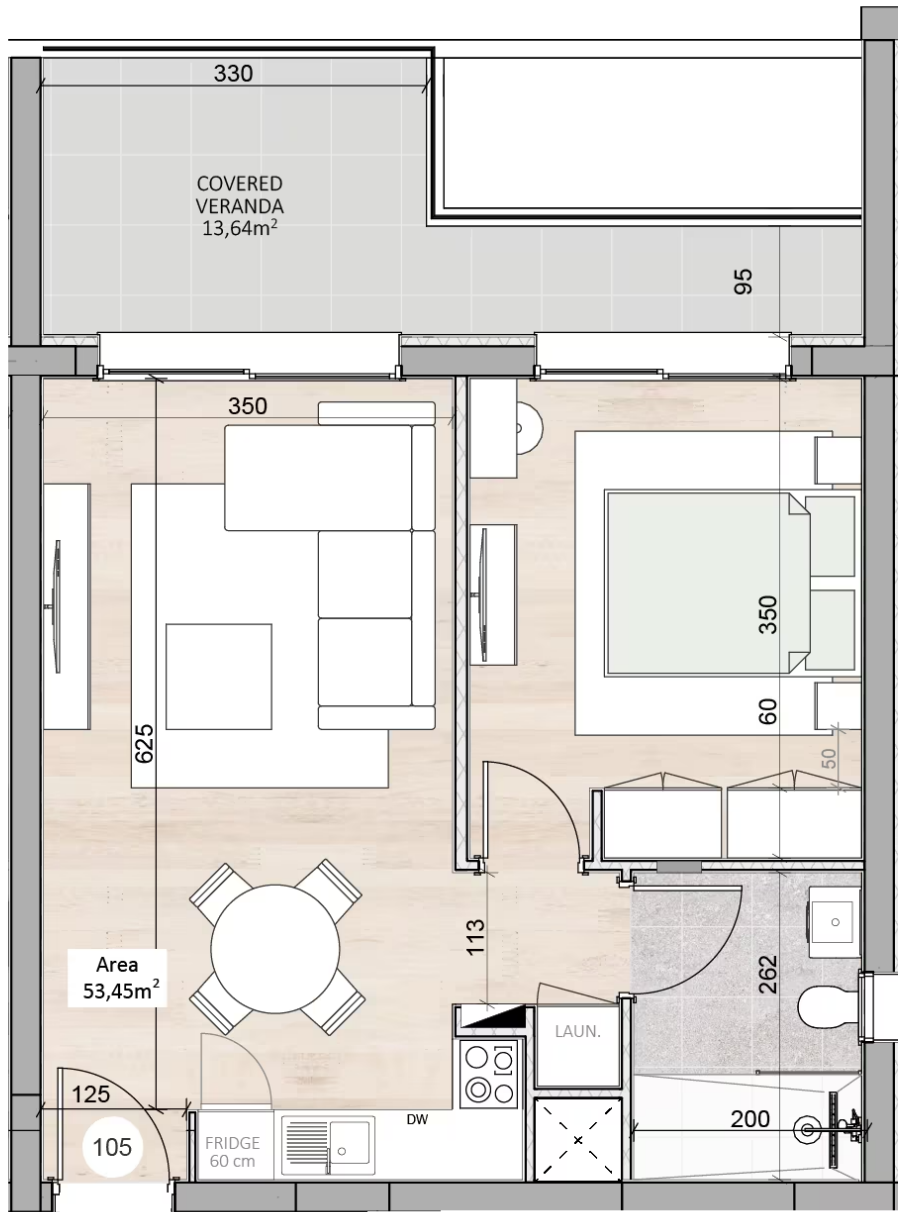 330
COVERED
VERANDA
13,64m²
95
350
625
350
60
50
113
262
Area
53,45m²
LAUN.
125
DW
200
105
FRIDGE
60 cm